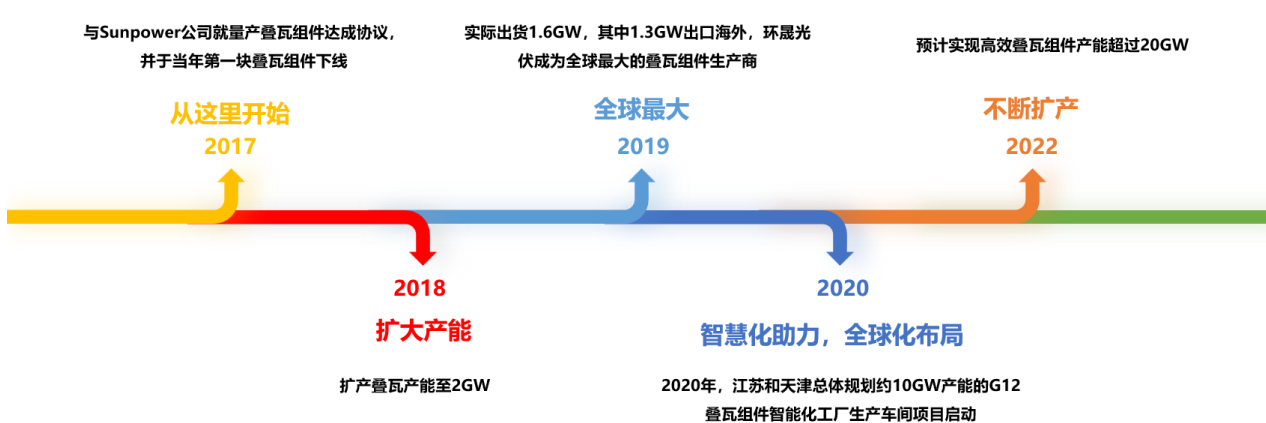 与Sunpower公司就量产叠瓦组件达成协议，
并于当年第一块叠瓦组件下线
从这里开始
2017
2018
扩大产能
扩产叠瓦产能至2GW
实际出货1.6GW，其中1.3GW出口海外，环晟光
伏成为全球最大的叠瓦组件生产商
全球最大
2019
2020
智慧化助力，全球化布局
2020年，江苏和天津总体规划约10GW产能的G12
叠瓦组件智能化工厂生产车间项目启动
预计实现高效叠瓦组件产能超过20GW
不断扩产
2022